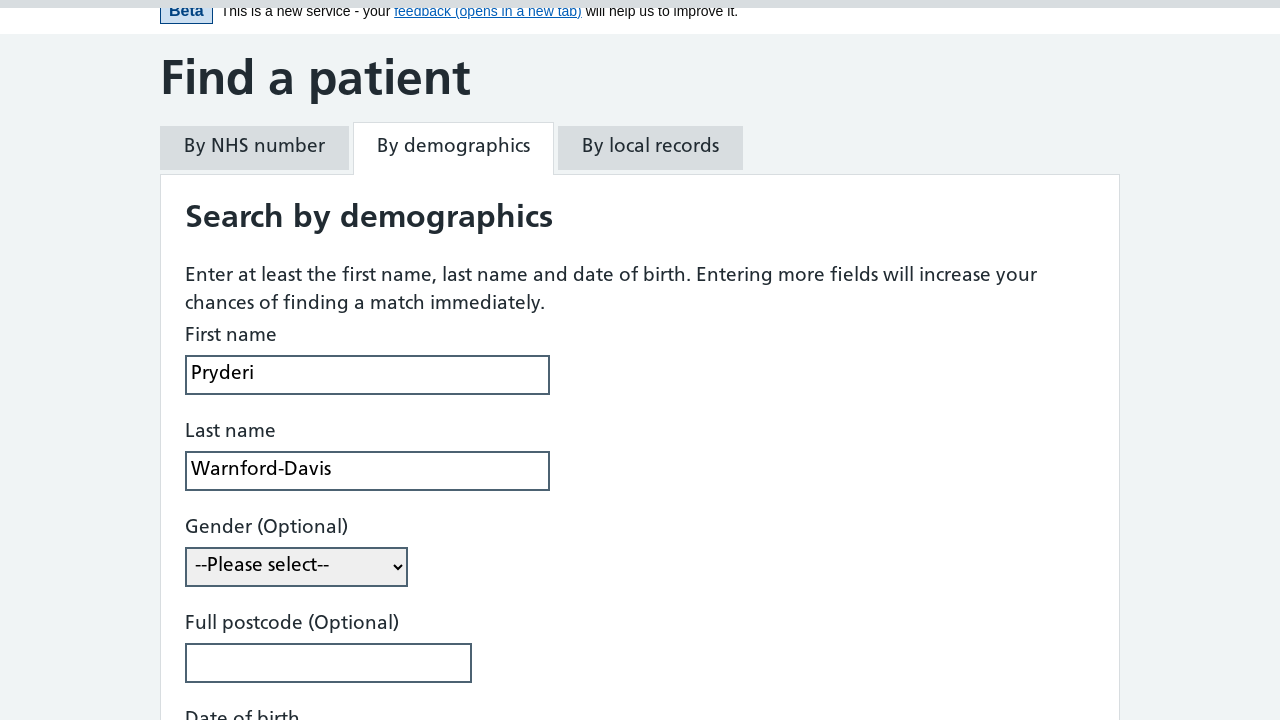 Beta This is a new service - your feedback (opens in a new tab) will help us to improve it.
Find a patient
By NHS number By demographics By local records
Search by demographics
Enter at least the first name, last name and date of birth. Entering more fields will increase your
chances of finding a match immediately.
First name
Pryderi
Last name
Warnford-Davis
Gender (Optional)
--Please select--
Full postcode (Optional)
Date of birth